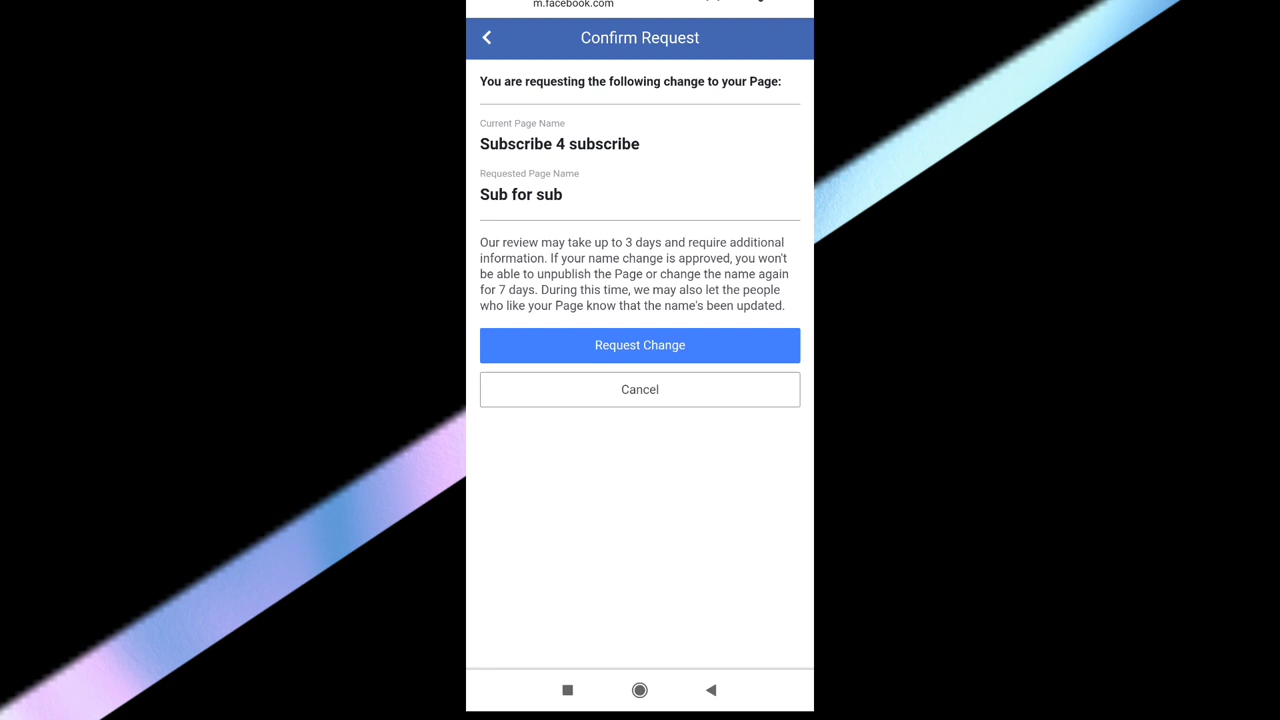 m.facebook.com
Confirm Request
You are requesting the following change to your Page:
Current Page Name
Subscribe 4 subscribe
Requested Page Name
Sub for sub
Our review may take up to 3 days and require additional
information. If your name change is approved, you won't
be able to unpublish the Page or change the name again
for 7 days. During this time, we may also let the people
who like your Page know that the name's been updated.
Request Change
Cancel